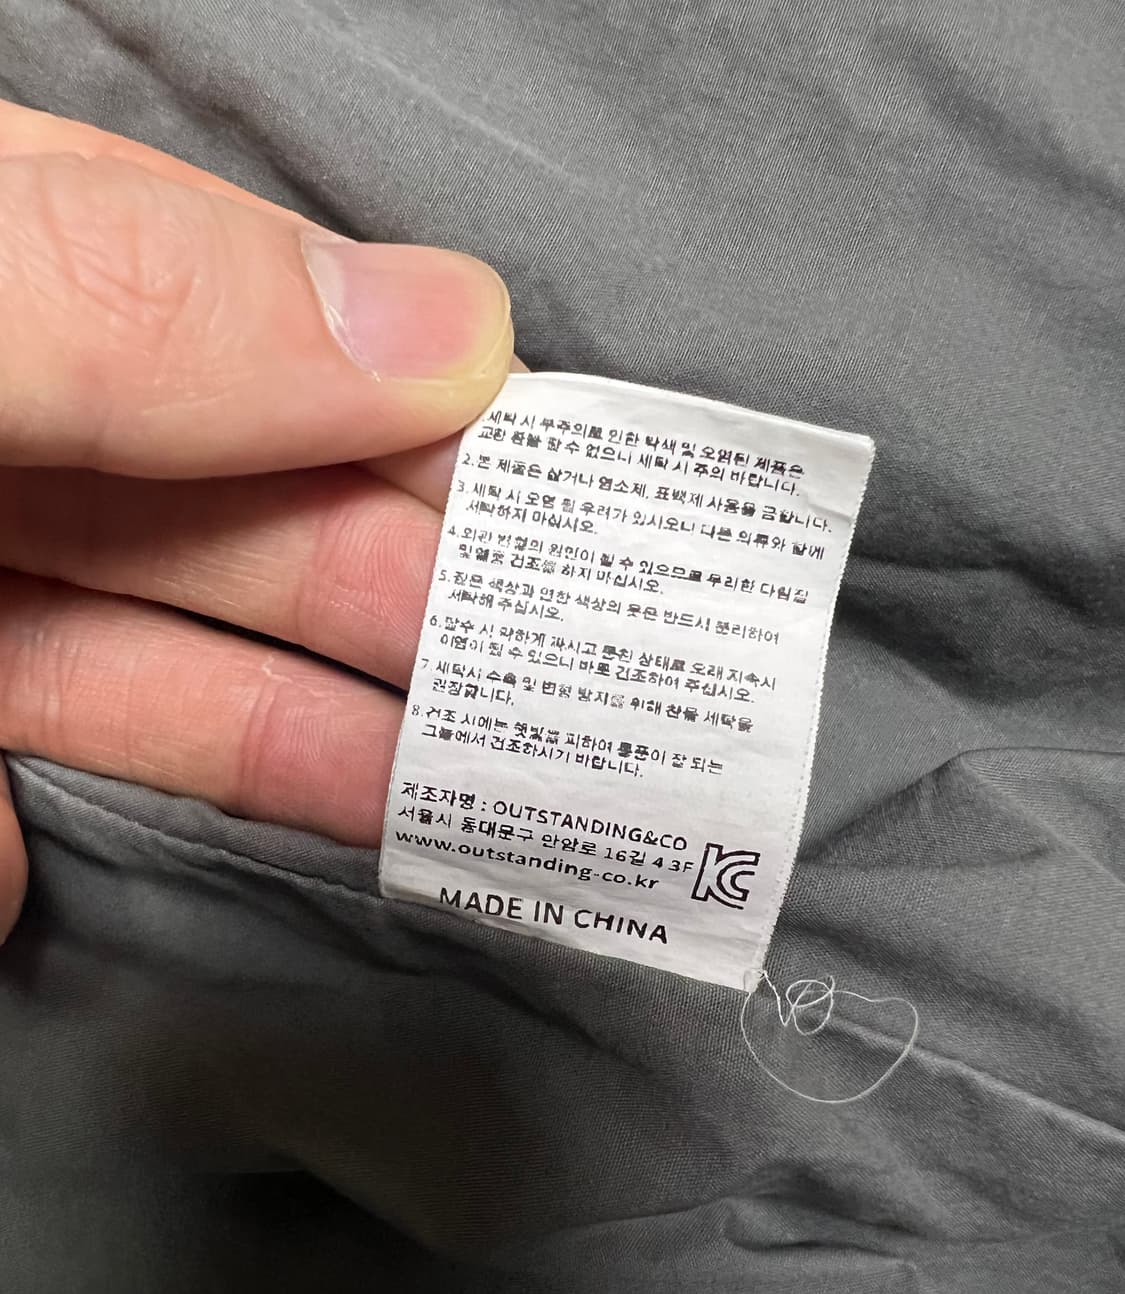 1.세탁 시 부주의로 인한 탁색 및 오염된 제품은
교환 환불 할 수 없으니 세탁 시 주의 바랍니다.
2.본 제품은 삶거나 염소제, 표백제 사용을 금합니다.
3.세탁 시 오염 될 우려가 있시오니 다른 의류와 함께
세탁하지 마십시오.
4.외관 변형의 원인이 될 수 있으므로 무리한 다림질
및열풍 건조를 하지 마십시오.
5.짙은 색상과 연한 색상의 옷은 반드시 분리하여
세탁해 주십시오.
6.탈수 시 약하게 하시고 뭉친 상태로 오래 지속시
이염이 될 수 있으니 바로 건조하여 주십시오.
7.세탁시 수축 및 변형 방지를 위해 찬물 세탁을
권장합니다.
8.건조 시에는 햇빛을 피하여 통풍이 잘 되는
그늘에서 건조하시기 바랍니다.
제조자명 : OUTSTANDING&CO
서울시 동대문구 안암로 16길 4 3F
www.outstanding-co.kr
KC
MADE IN CHINA